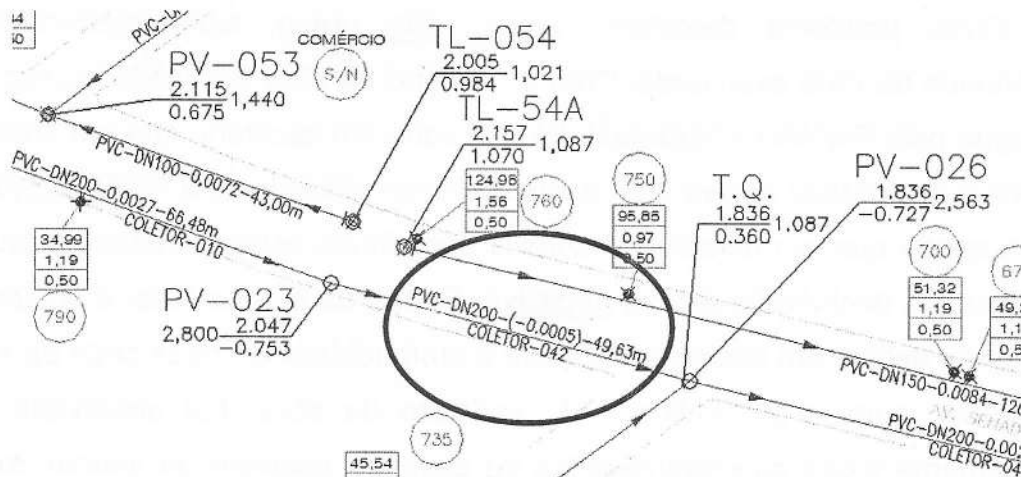 COMÉRCIO
S/N
TL-054
2.005
0.984
1,021
PV-053
2.115
0.675
1,440
TL-54A
2.157
1.070
1,087
124,96
1,56
0,50
760
750
95,85
0,97
0,50
T.Q.
1.836
0.360
1.087
PV-026
1.836
-0.727
2,563
PVC-DN100-0,0072-43,00m
PVC-DN200-0,0027-66,48m
COLETOR-010
34,99
1,19
0,50
790
PV-023
2,800
2.047
-0.753
PVC-DN200-(-0.0005)-49,63m
COLETOR-042
700
51,32
1,19
0,50
PVC-DN150-0.0084-
PVC-DN200-
735
45,54